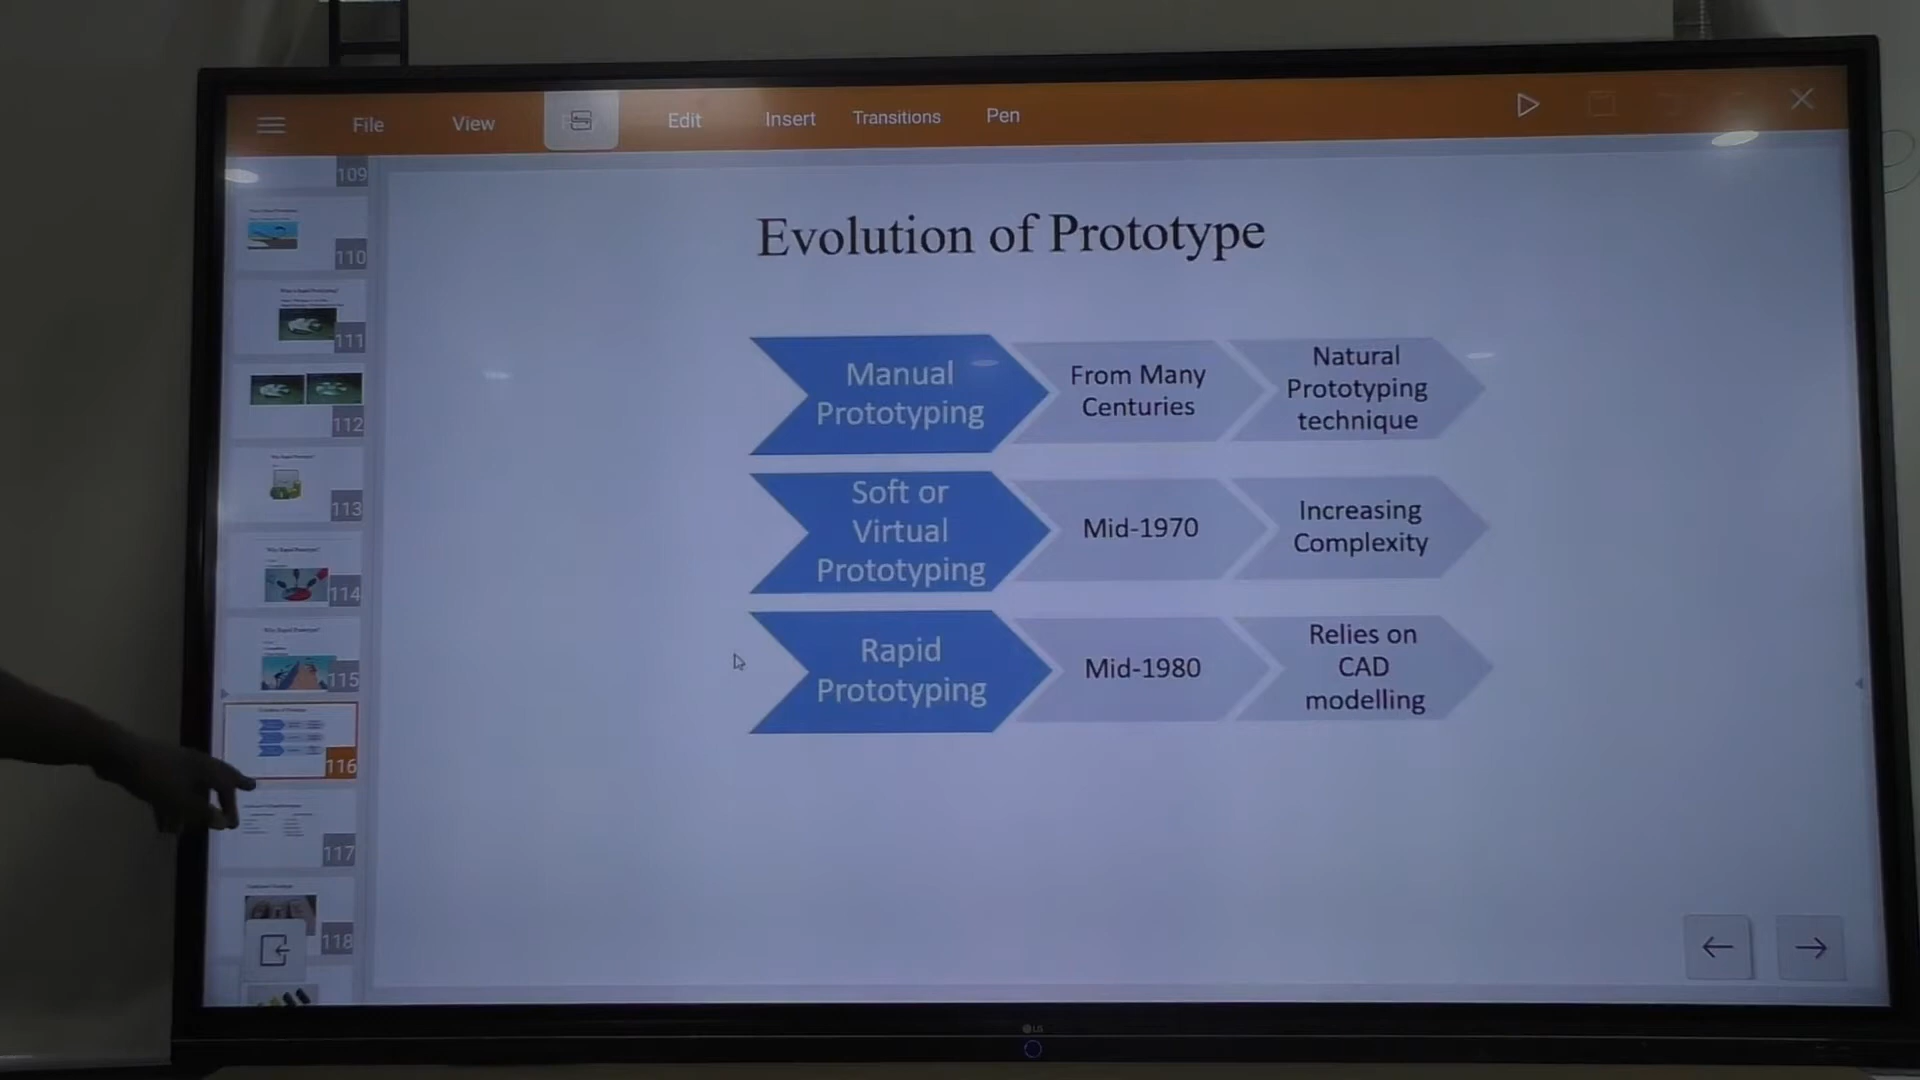 File View Edit Insert Transitions Pen
109
110
111
112
113
114
115
116
117
118
Evolution of Prototype
Manual
Prototyping
From Many
Centuries
Natural
Prototyping
technique
Soft or
Virtual
Prototyping
Mid-1970
Increasing
Complexity
Rapid
Prototyping
Mid-1980
Relies on
CAD
modelling
LG